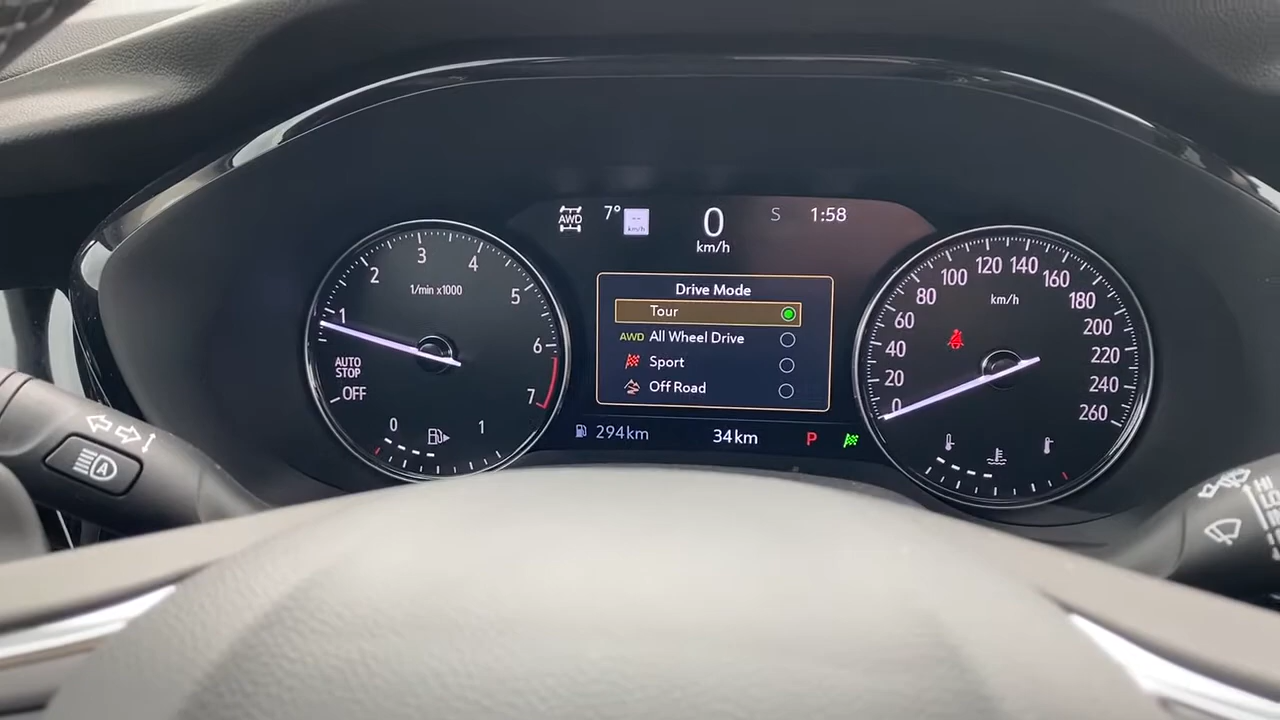 AWD 7° -- km/h 0 km/h S 1:58
Drive Mode
Tour
AWD All Wheel Drive
Sport
Off Road
294km 34km P
1/min x1000
1 2 3 4 5 6 7
AUTO
STOP
OFF
0 1
km/h
0 20 40 60 80 100 120 140 160 180 200 220 240 260
A
HI